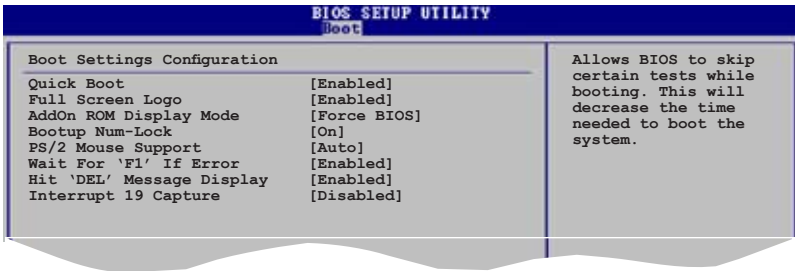 BIOS SETUP UTILITY
Boot
Boot Settings Configuration
Quick Boot [Enabled]
Full Screen Logo [Enabled]
AddOn ROM Display Mode [Force BIOS]
Bootup Num-Lock [On]
PS/2 Mouse Support [Auto]
Wait For ‘F1’ If Error [Enabled]
Hit ‘DEL’ Message Display [Enabled]
Interrupt 19 Capture [Disabled]
Allows BIOS to skip
certain tests while
booting. This will
decrease the time
needed to boot the
system.